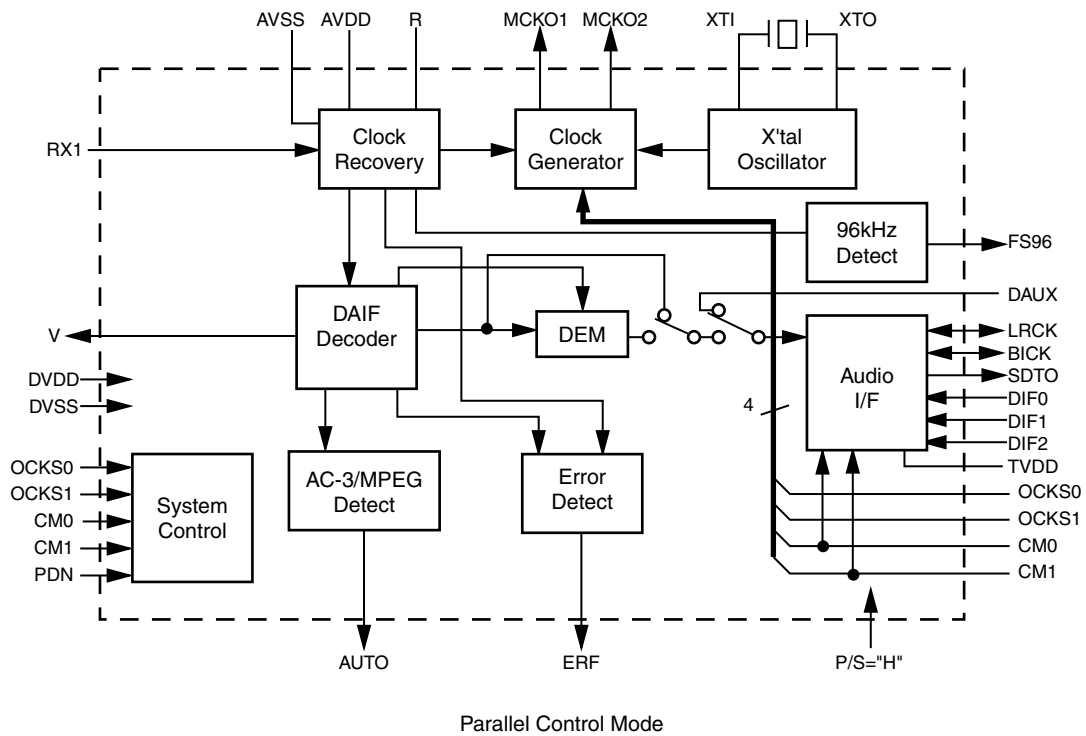 AVSS AVDD R MCKO1 MCKO2 XTI XTO
RX1
Clock
Recovery
Clock
Generator
X'tal
Oscillator
96kHz
Detect
FS96
DAUX
V
DAIF
Decoder
DEM
Audio
I/F
LRCK
BICK
SDTO
DIF0
DIF1
DIF2
TVDD
DVDD
DVSS
4
OCKS0
OCKS1
CM0
CM1
PDN
System
Control
AC-3/MPEG
Detect
Error
Detect
OCKS0
OCKS1
CM0
CM1
AUTO
ERF
P/S="H"
Parallel Control Mode